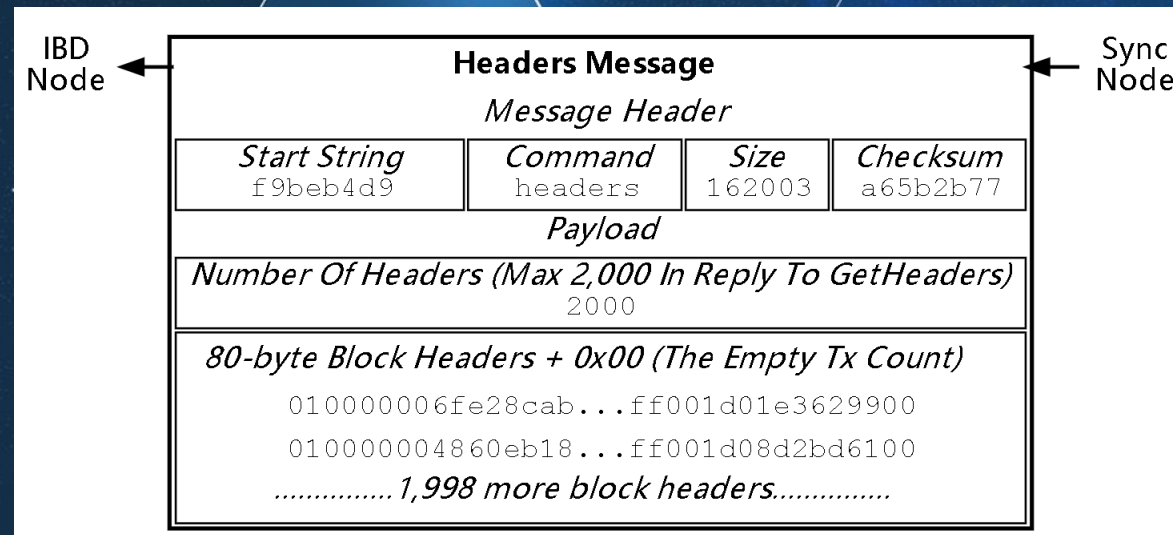 IBD
Node
Sync
Node
Headers Message
Message Header
Start String
f9beb4d9
Command
headers
Size
162003
Checksum
a65b2b77
Payload
Number Of Headers (Max 2,000 In Reply To GetHeaders)
2000
80-byte Block Headers + 0x00 (The Empty Tx Count)
010000006fe28cab...ff001d01e3629900
010000004860eb18...ff001d08d2bd6100
...............1,998 more block headers...............